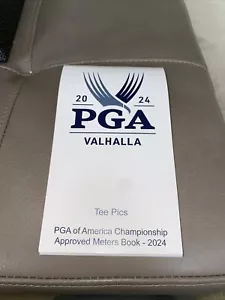 20 24
PGA
VALHALLA
Tee Pics
PGA of America Championship
Approved Meters Book - 2024